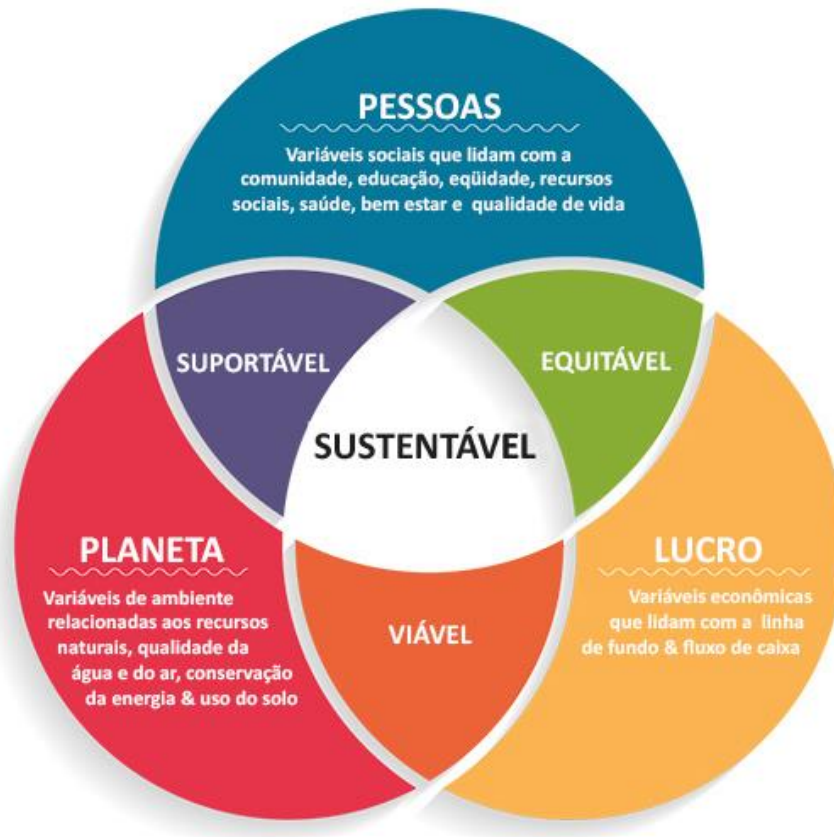 PESSOAS
Variáveis sociais que lidam com a
comunidade, educação, eqüidade, recursos
sociais, saúde, bem estar e qualidade de vida
SUPORTÁVEL
EQUITÁVEL
SUSTENTÁVEL
PLANETA
Variáveis de ambiente
relacionadas aos recursos
naturais, qualidade da
água e do ar, conservação
da energia & uso do solo
LUCRO
Variáveis econômicas
que lidam com a linha
de fundo & fluxo de caixa
VIÁVEL